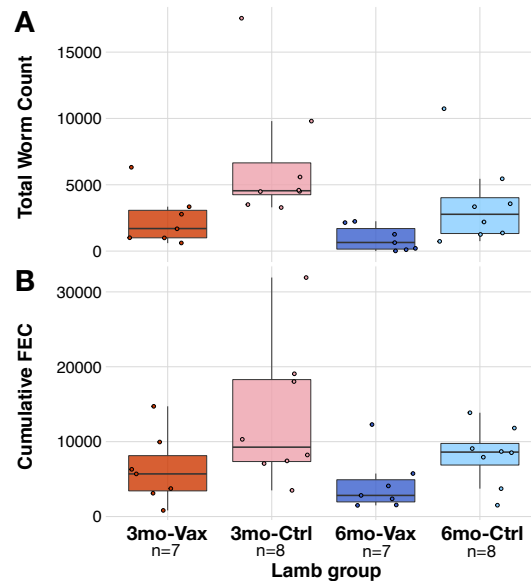 A
Total Worm Count
15000
10000
5000
0
B
Cumulative FEC
30000
20000
10000
0
3mo-Vax 3mo-Ctrl 6mo-Vax 6mo-Ctrl
n=7 n=8 n=7 n=8
Lamb group